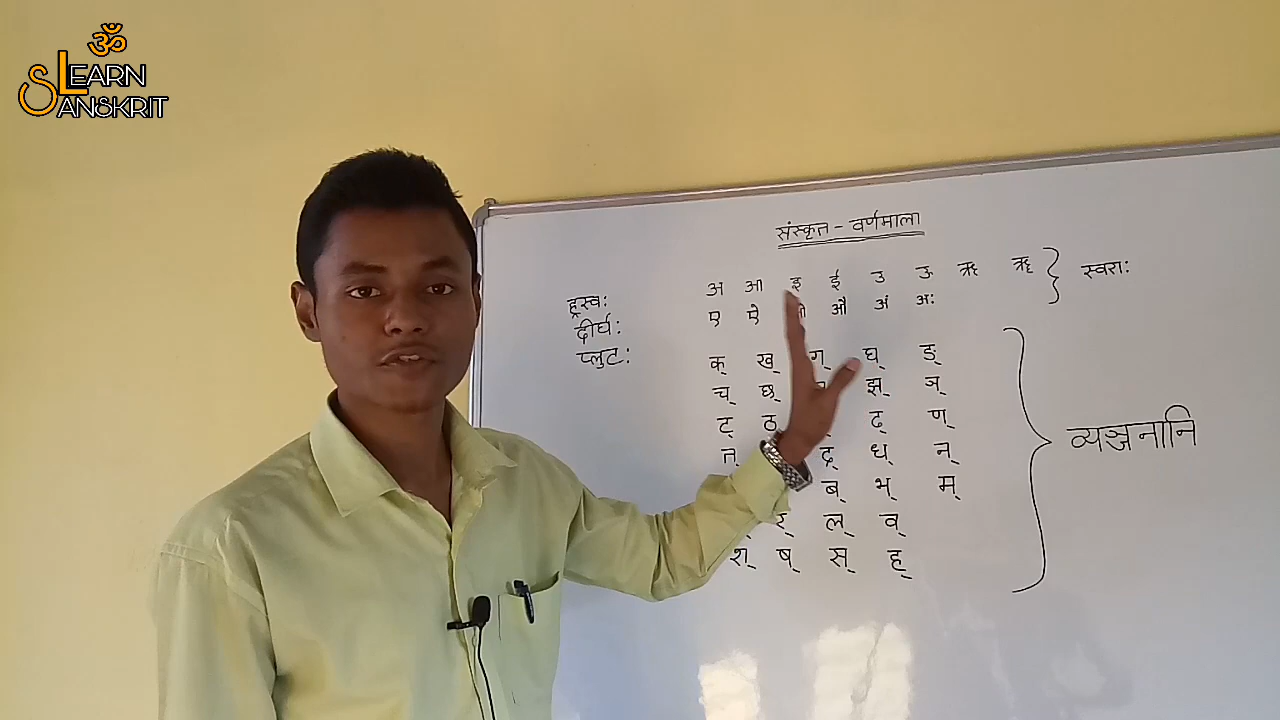 ॐ
LEARN
SANSKRIT
संस्कृत - वर्णमाला
ह्रस्वः
दीर्घः
प्लुटः
अ आ इ ई उ ऊ ऋ ॠ } स्वराः
ए ऐ औ अं अः
क् ख् ग् घ् ङ्
च् छ् झ् ञ्
ट् ठ ढ् ण्
त् द् ध् न्
ब् भ् म्
र् ल् व्
श् ष् स् ह्
व्यञ्जनानि